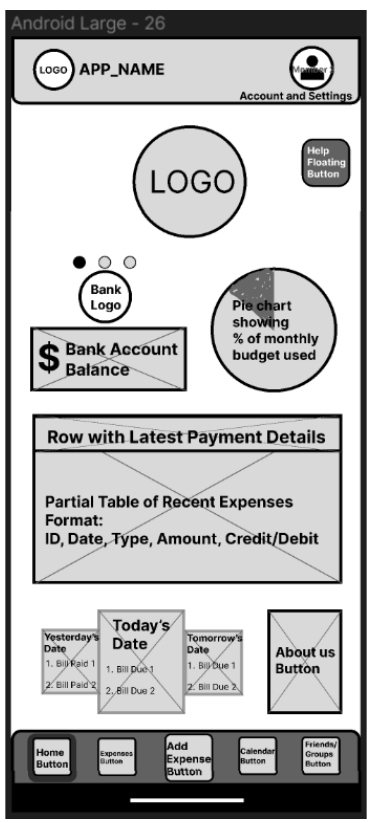 Android Large - 26
LOGO
APP_NAME
Account and Settings
LOGO
Help
Floating
Button
Bank
Logo
$ Bank Account
Balance
Pie chart
showing
% of monthly
budget used
Row with Latest Payment Details
Partial Table of Recent Expenses
Format:
ID, Date, Type, Amount, Credit/Debit
Yesterday's
Date
1. Bill Paid 1
2. Bill Paid 2
Today's
Date
1. Bill Due 1
2. Bill Due 2
Tomorrow's
Date
1. Bill Due 1
2. Bill Due 2
About us
Button
Home
Button
Expenses
Button
Add
Expense
Button
Calendar
Button
Friends/
Groups
Button